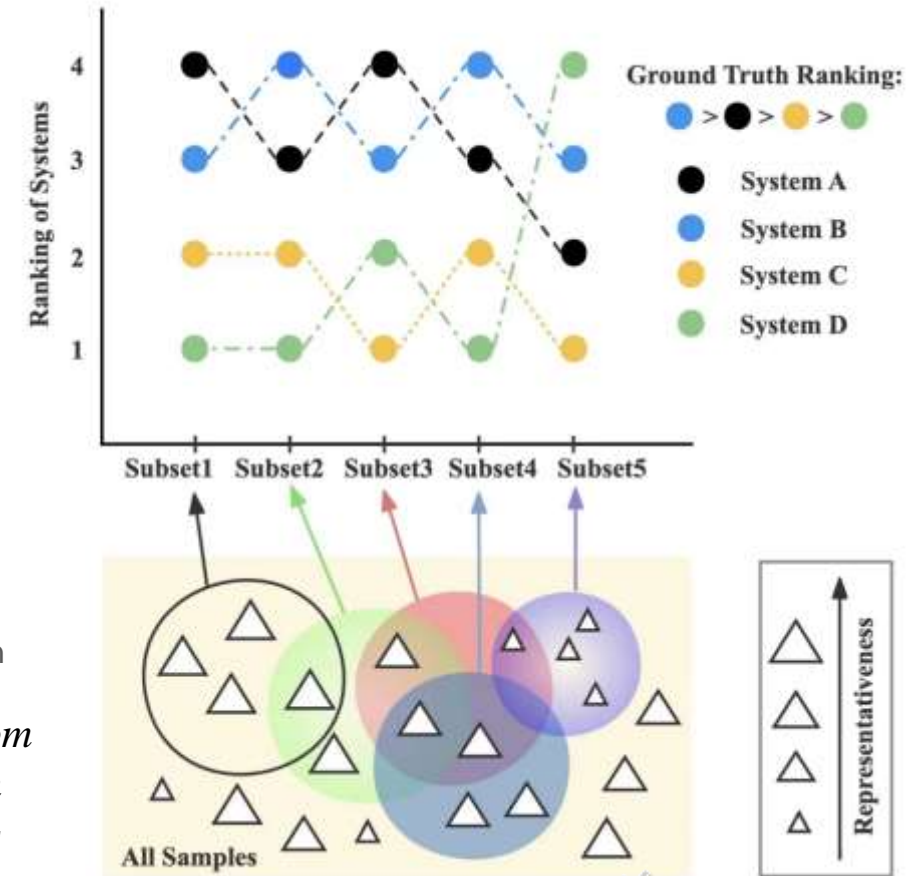 4
3
2
1
Ranking of Systems
Ground Truth Ranking:
> > >
System A
System B
System C
System D
Subset1 Subset2 Subset3 Subset4 Subset5
All Samples
Representativeness